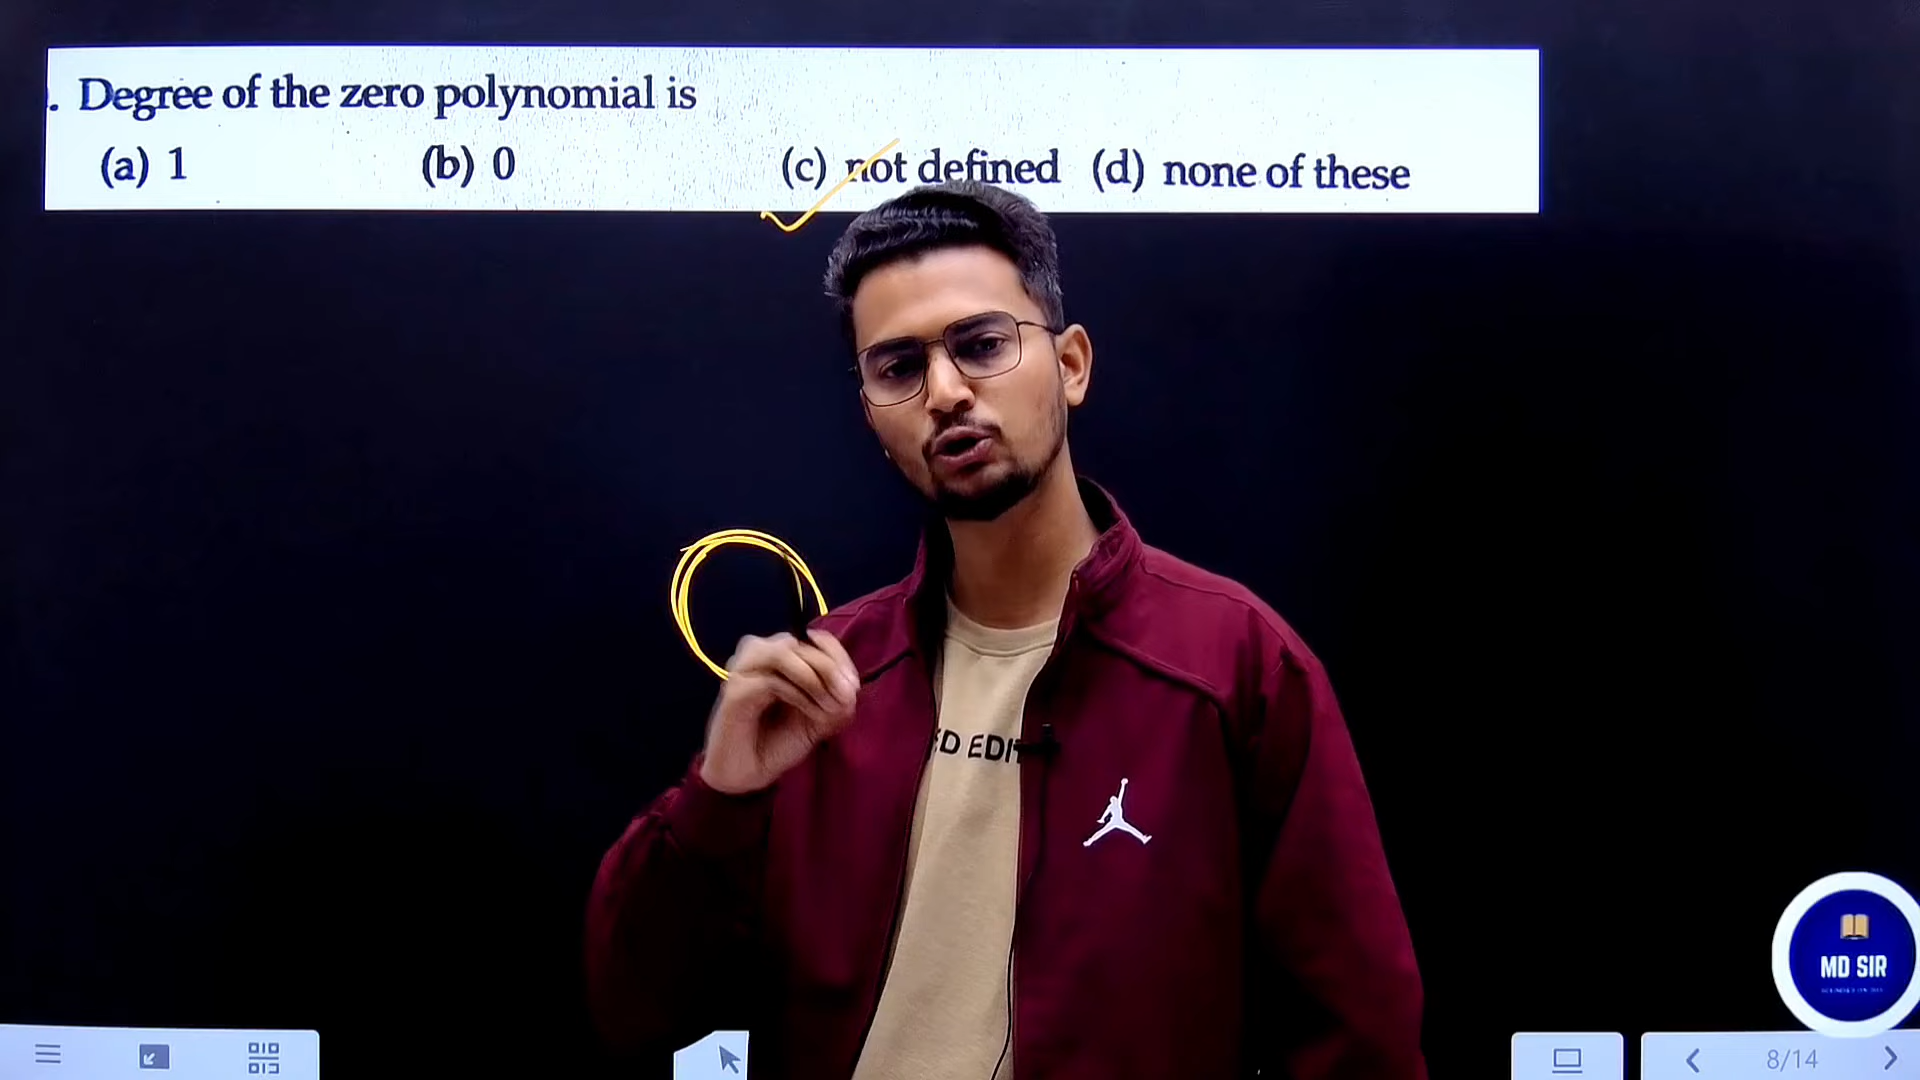 . Degree of the zero polynomial is
(a) 1 (b) 0 (c) not defined (d) none of these
ED EDIT
MD SIR
8/14